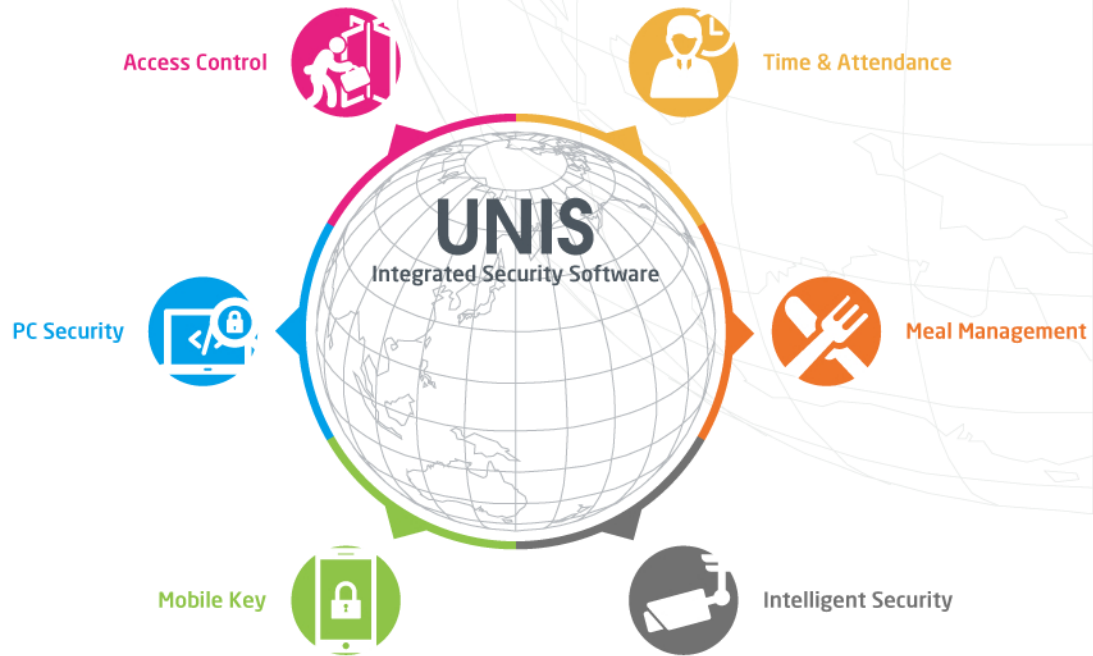 Access Control
Time & Attendance
UNIS
Integrated Security Software
PC Security
</>
Meal Management
Mobile Key
Intelligent Security